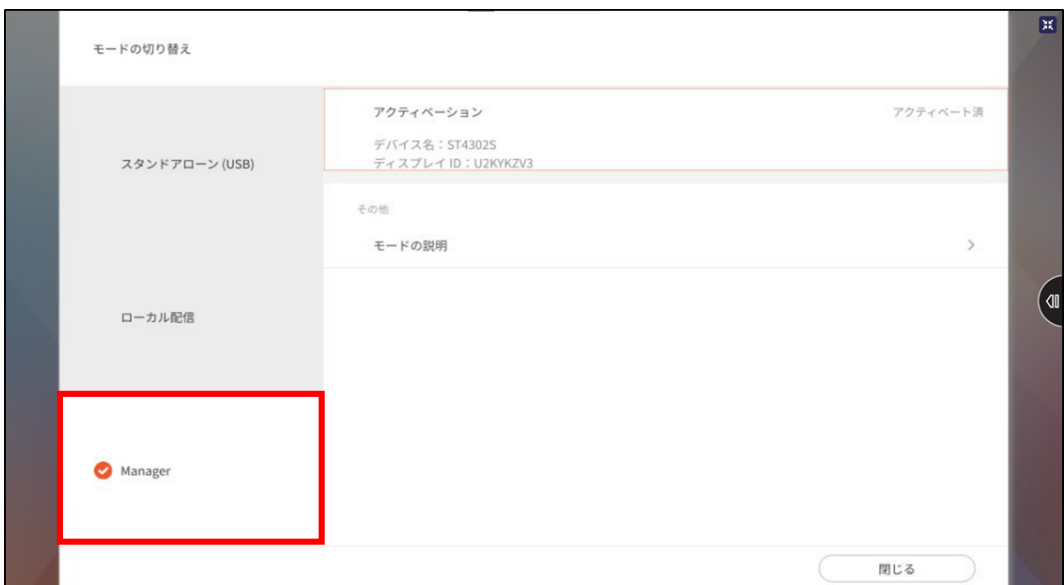 モードの切り替え
スタンドアローン (USB)
ローカル配信
Manager
アクティベーション
アクティベート済
デバイス名：ST4302S
ディスプレイ ID：U2KYKZV3
その他
モードの説明
閉じる